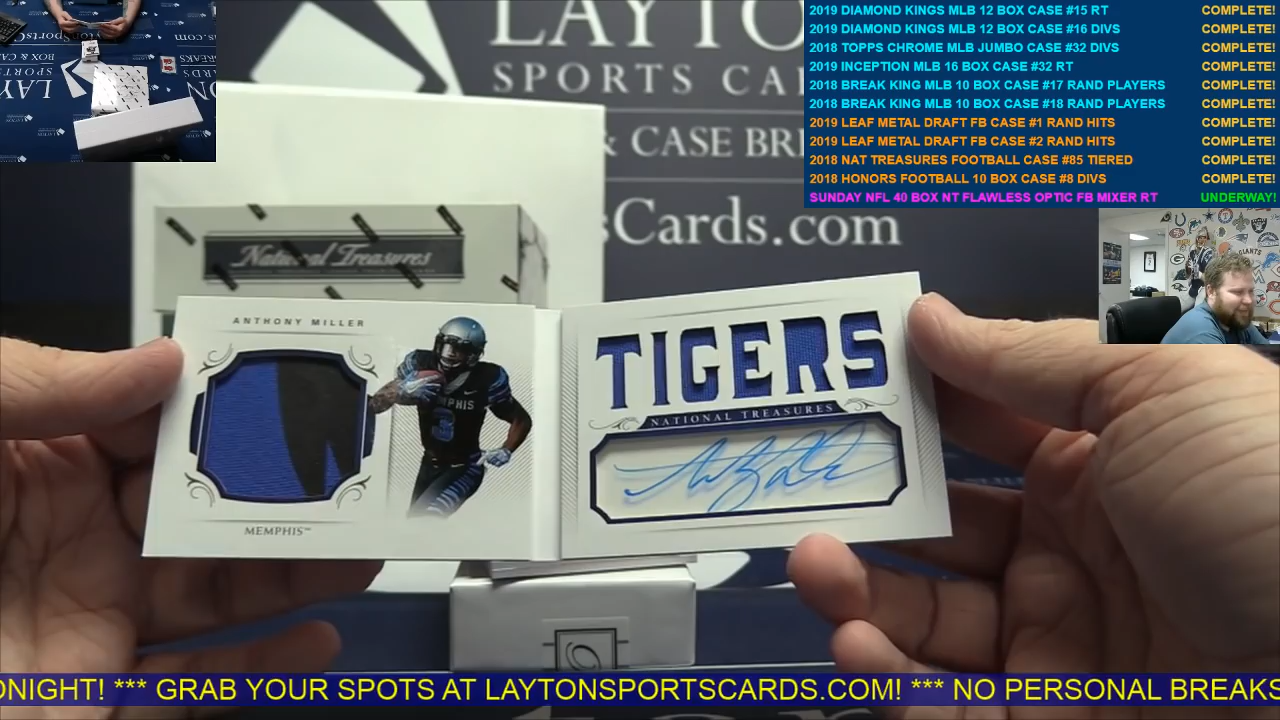 LAYTO
SPORTS CA
& CASE BRE
sCards.com
2019 DIAMOND KINGS MLB 12 BOX CASE #15 RT COMPLETE!
2019 DIAMOND KINGS MLB 12 BOX CASE #16 DIVS COMPLETE!
2018 TOPPS CHROME MLB JUMBO CASE #32 DIVS COMPLETE!
2019 INCEPTION MLB 16 BOX CASE #32 RT COMPLETE!
2018 BREAK KING MLB 10 BOX CASE #17 RAND PLAYERS COMPLETE!
2018 BREAK KING MLB 10 BOX CASE #18 RAND PLAYERS COMPLETE!
2019 LEAF METAL DRAFT FB CASE #1 RAND HITS COMPLETE!
2019 LEAF METAL DRAFT FB CASE #2 RAND HITS COMPLETE!
2018 NAT TREASURES FOOTBALL CASE #85 TIERED COMPLETE!
2018 HONORS FOOTBALL 10 BOX CASE #8 DIVS COMPLETE!
SUNDAY NFL 40 BOX NT FLAWLESS OPTIC FB MIXER RT UNDERWAY!
National Treasures
ANTHONY MILLER
MEMPHIS
3
MEMPHIS™
TIGERS
NATIONAL TREASURES
ONIGHT! *** GRAB YOUR SPOTS AT LAYTONSPORTSCARDS.COM! *** NO PERSONAL BREAKS